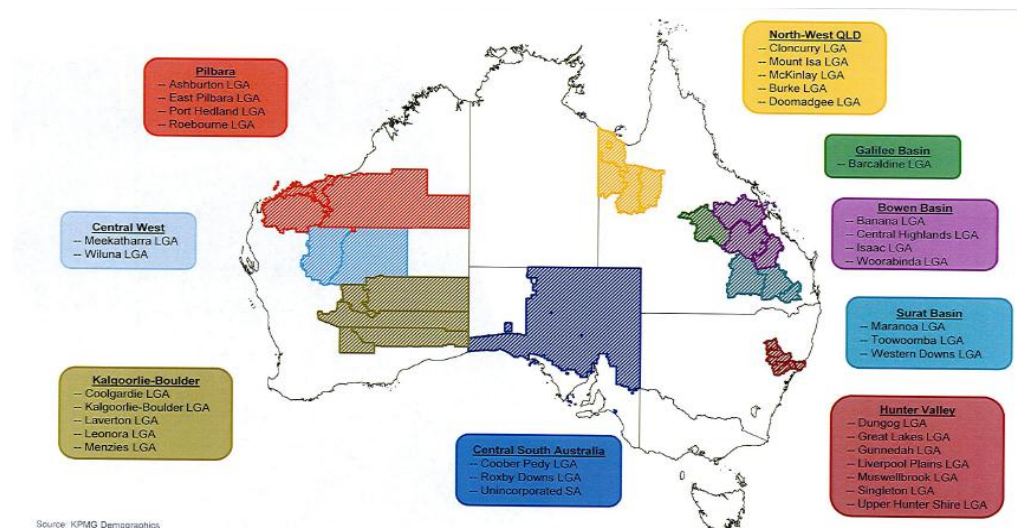 Pilbara
-- Ashburton LGA
-- East Pilbara LGA
-- Port Hedland LGA
-- Roebourne LGA
North-West QLD
-- Cloncurry LGA
-- Mount Isa LGA
-- McKinlay LGA
-- Burke LGA
-- Doomadgee LGA
Galilee Basin
-- Barcaldine LGA
Central West
-- Meekatharra LGA
-- Wiluna LGA
Bowen Basin
-- Banana LGA
-- Central Highlands LGA
-- Isaac LGA
-- Woorabinda LGA
Surat Basin
-- Maranoa LGA
-- Toowoomba LGA
-- Western Downs LGA
Kalgoorlie-Boulder
-- Coolgardie LGA
-- Kalgoorlie-Boulder LGA
-- Laverton LGA
-- Leonora LGA
-- Menzies LGA
Central South Australia
-- Coober Pedy LGA
-- Roxby Downs LGA
-- Unincorporated SA
Hunter Valley
-- Dungog LGA
-- Great Lakes LGA
-- Gunnedah LGA
-- Liverpool Plains LGA
-- Muswellbrook LGA
-- Singleton LGA
-- Upper Hunter Shire LGA
Source: KPMG Demographics